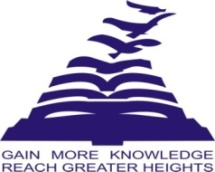 GAIN MORE KNOWLEDGE
REACH GREATER HEIGHTS